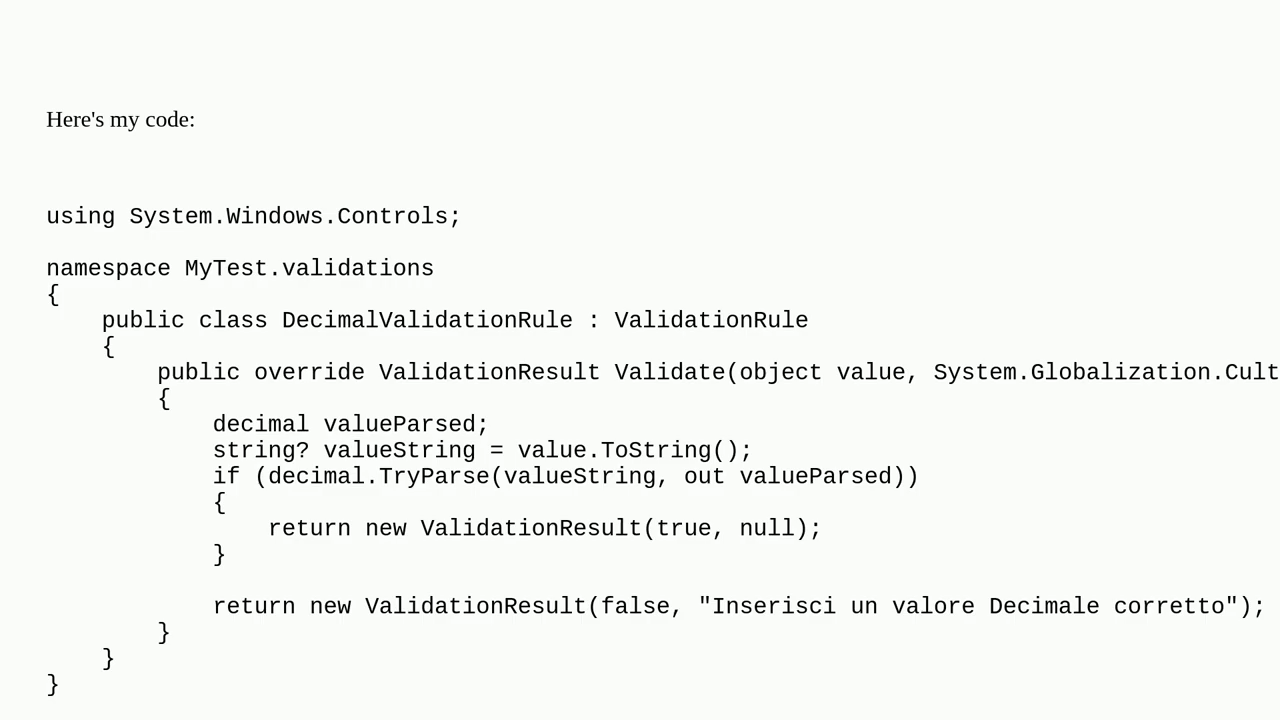 Here's my code:
using System.Windows.Controls;
namespace MyTest.validations
{
    public class DecimalValidationRule : ValidationRule
    {
        public override ValidationResult Validate(object value, System.Globalization.Cult
        {
            decimal valueParsed;
            string? valueString = value.ToString();
            if (decimal.TryParse(valueString, out valueParsed))
            {
                return new ValidationResult(true, null);
            }
            return new ValidationResult(false, "Inserisci un valore Decimale corretto");
        }
    }
}